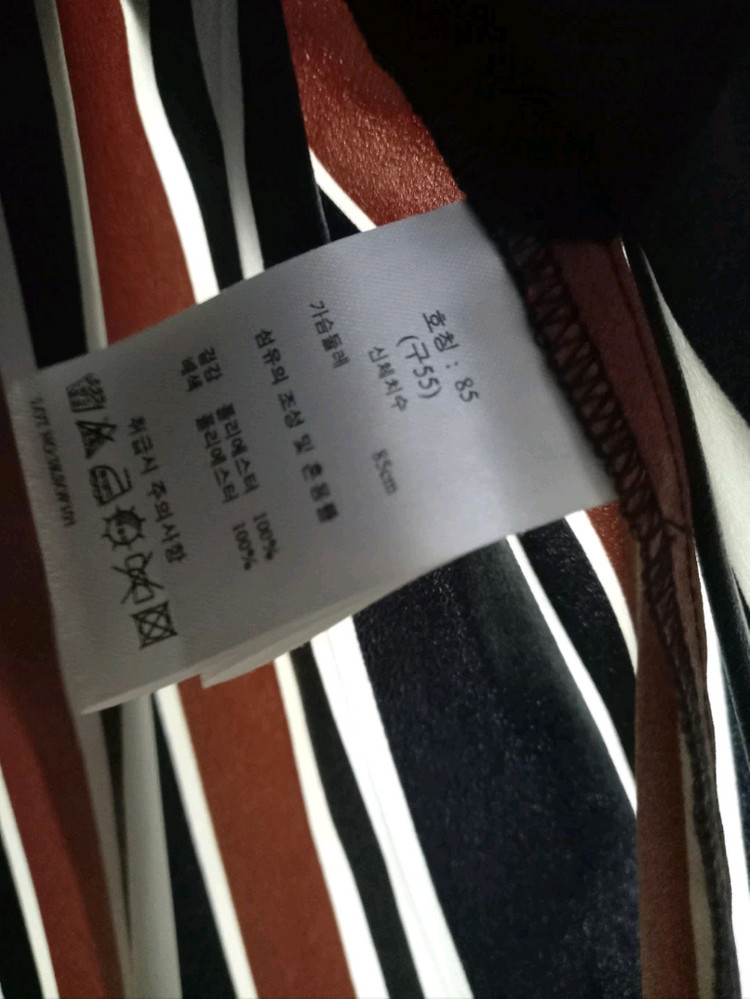 호칭 : 85
(구55)
신체치수
가슴둘레 85cm
섬유의 조성 및 혼용률
겉감 폴리에스터 100%
배색 폴리에스터 100%
취급시 주의사항